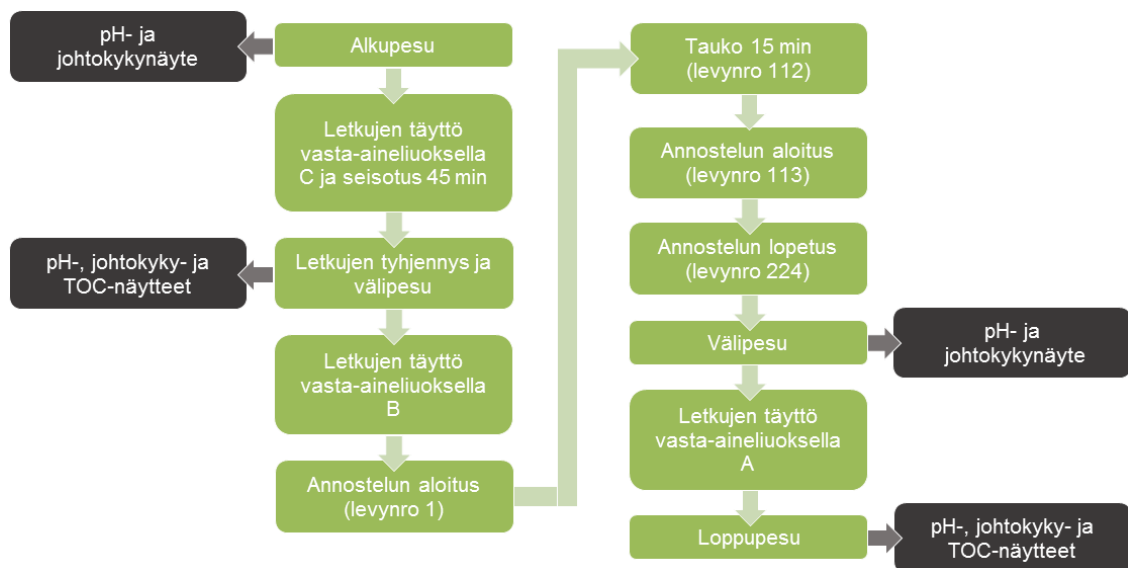 pH- ja
johtokykynäyte
Alkupesu
Letkujen täyttö
vasta-aineliuoksella
C ja seisotus 45 min
pH-, johtokyky- ja
TOC-näytteet
Letkujen tyhjennys ja
välipesu
Letkujen täyttö
vasta-aineliuoksella
B
Annostelun aloitus
(levynro 1)
Tauko 15 min
(levynro 112)
Annostelun aloitus
(levynro 113)
Annostelun lopetus
(levynro 224)
Välipesu
pH- ja
johtokykynäyte
Letkujen täyttö
vasta-aineliuoksella
A
Loppupesu
pH-, johtokyky- ja
TOC-näytteet